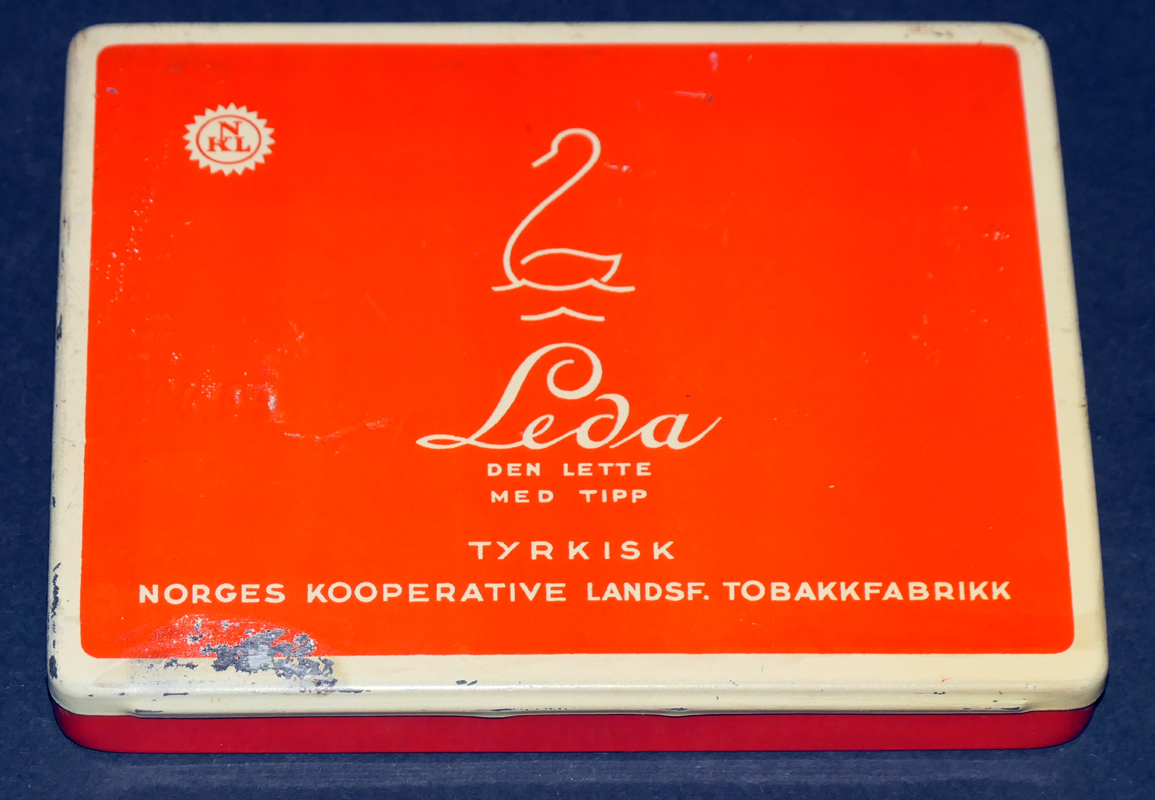 N
KL
Leda
DEN LETTE
MED TIPP
TYRKISK
NORGES KOOPERATIVE LANDSF. TOBAKKFABRIKK